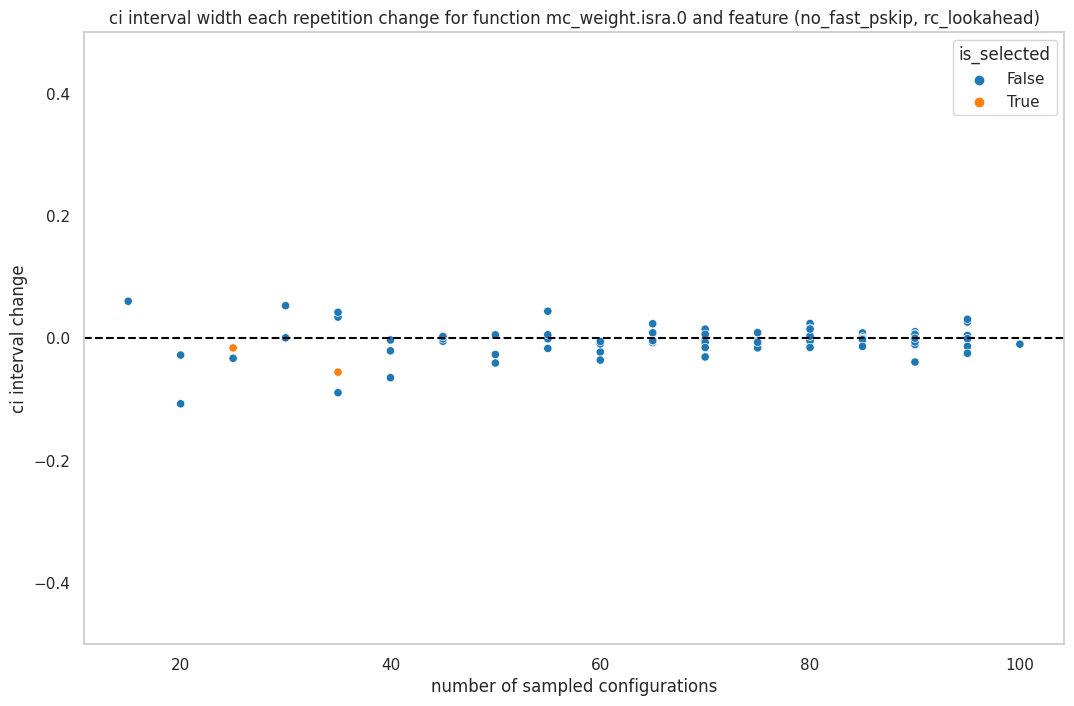 ci interval width each repetition change for function mc_weight.isra.0 and feature (no_fast_pskip, rc_lookahead)
is_selected
False
True
ci interval change
0.4
0.2
0.0
−0.2
−0.4
20
40
60
80
100
number of sampled configurations